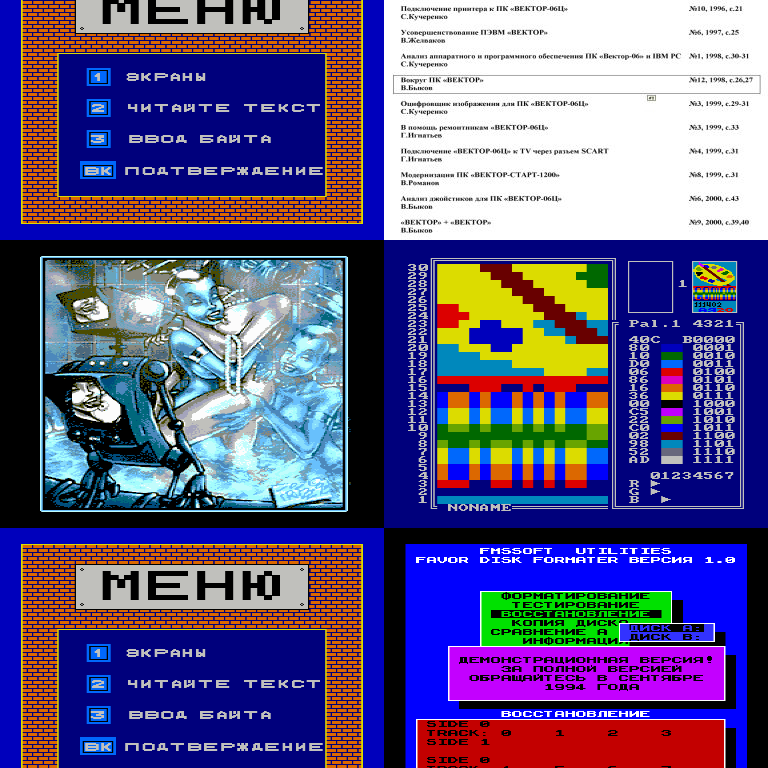 МЕНЮ
1 ЭКРАНЫ
2 ЧИТАЙТЕ ТЕКСТ
3 ВВОД БАЙТА
ВК ПОДТВЕРЖДЕНИЕ
Подключение принтера к ПК «ВЕКТОР-06Ц» №10, 1996, с.21
С.Кучеренко
Усовершенствование ПЭВМ «ВЕКТОР» №6, 1997, с.25
В.Желваков
Анализ аппаратного и программного обеспечения ПК «Вектор-06» и IBM PC №1, 1998, с.30-31
С.Кучеренко
Вокруг ПК «ВЕКТОР» №12, 1998, с.26,27
В.Быков
Оцифровщик изображения для ПК «ВЕКТОР-06Ц» №3, 1999, с.29-31
С.Кучеренко
В помощь ремонтникам «ВЕКТОР-06Ц» №3, 1999, с.33
Г.Игнатьев
Подключение «ВЕКТОР-06Ц» к TV через разъем SCART №4, 1999, с.31
Г.Игнатьев
Модернизация ПК «ВЕКТОР-СТАРТ-1200» №8, 1999, с.31
В.Романов
Анализ джойстиков для ПК «ВЕКТОР-06Ц» №6, 2000, с.43
В.Быков
«ВЕКТОР» + «ВЕКТОР» №9, 2000, с.39,40
В.Быков
30
29
28
27
26
25
24
23
22
21
20
19
18
17
16
15
14
13
12
11
10
9
8
7
6
5
4
3
2
1
NONAME
1
111402
Pal.1 4321
40C B0000
80 0001
10 0010
D0 0011
06 0100
86 0101
16 0110
36 0111
00 1000
C5 1001
22 1010
C0 1011
02 1100
98 1101
52 1110
AD 1111
01234567
R
G
B
МЕНЮ
1 ЭКРАНЫ
2 ЧИТАЙТЕ ТЕКСТ
3 ВВОД БАЙТА
ВК ПОДТВЕРЖДЕНИЕ
FMSSOFT UTILITIES
FAVOR DISK FORMATER ВЕРСИЯ 1.0
ФОРМАТИРОВАНИЕ
ТЕСТИРОВАНИЕ
ВОССТАНОВЛЕНИЕ
КОПИЯ ДИСКА
СРАВНЕНИЕ А
ИНФОРМАЦИ
ДИСК А:
ДИСК В:
ДЕМОНСТРАЦИОННАЯ ВЕРСИЯ!
ЗА ПОЛНОЙ ВЕРСИЕЙ
ОБРАЩАЙТЕСЬ В СЕНТЯБРЕ
1994 ГОДА
ВОССТАНОВЛЕНИЕ
SIDE 0
TRACK: 0 1 2 3
SIDE 1
SIDE 0